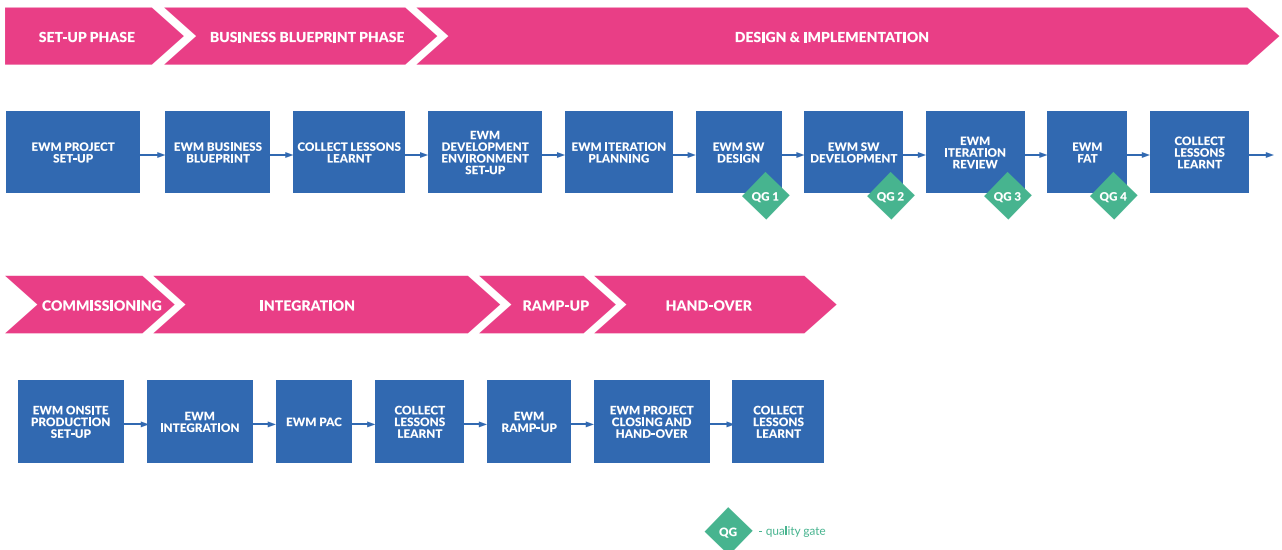 SET-UP PHASE
BUSINESS BLUEPRINT PHASE
DESIGN & IMPLEMENTATION
EWM PROJECT
SET-UP
EWM BUSINESS
BLUEPRINT
COLLECT LESSONS
LEARNT
EWM
DEVELOPMENT
ENVIRONMENT
SET-UP
EWM ITERATION
PLANNING
EWM SW
DESIGN
QG 1
EWM SW
DEVELOPMENT
QG 2
EWM
ITERATION
REVIEW
QG 3
EWM
FAT
QG 4
COLLECT
LESSONS
LEARNT
COMMISSIONING
INTEGRATION
RAMP-UP
HAND-OVER
EWM ONSITE
PRODUCTION
SET-UP
EWM
INTEGRATION
EWM PAC
COLLECT
LESSONS
LEARNT
EWM
RAMP-UP
EWM PROJECT
CLOSING AND
HAND-OVER
COLLECT
LESSONS
LEARNT
QG
- quality gate